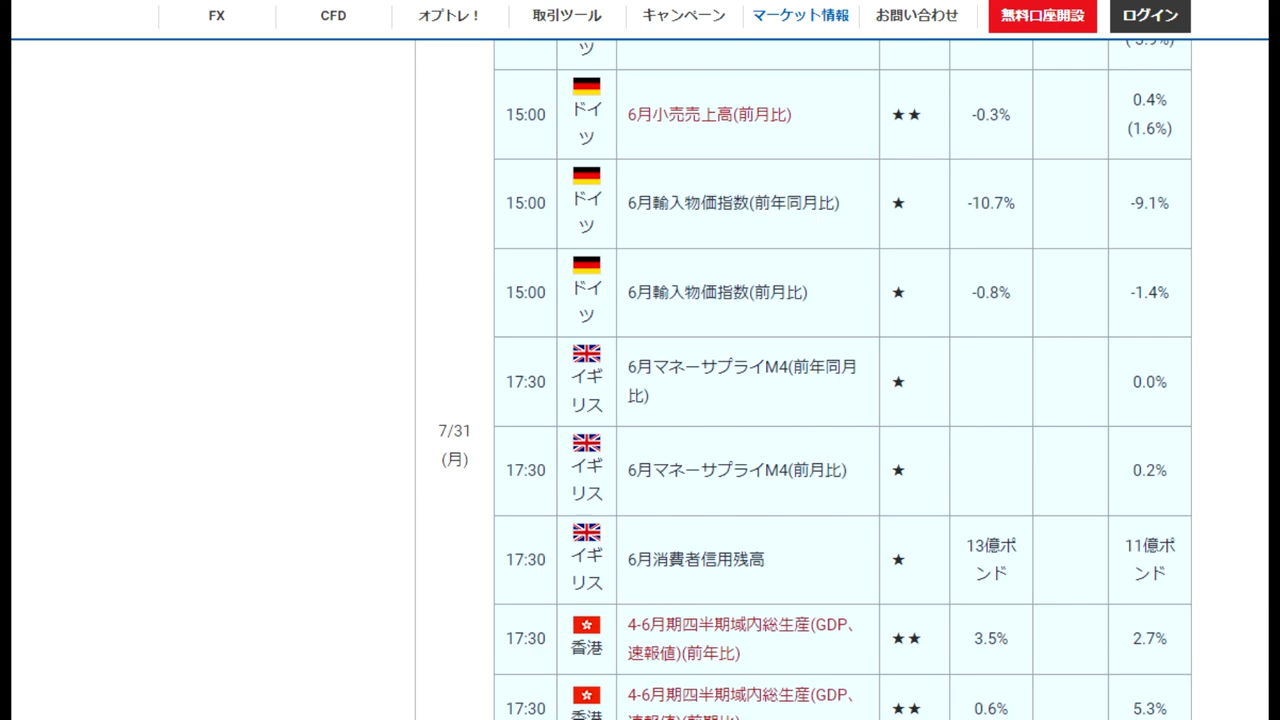 FX CFD オプトレ！ 取引ツール キャンペーン マーケット情報 お問い合わせ 無料口座開設 ログイン
ツ
15:00 ドイツ 6月小売売上高(前月比) ★★ -0.3% 0.4% (1.6%)
15:00 ドイツ 6月輸入物価指数(前年同月比) ★ -10.7% -9.1%
15:00 ドイツ 6月輸入物価指数(前月比) ★ -0.8% -1.4%
17:30 イギリス 6月マネーサプライM4(前年同月比) ★ 0.0%
7/31 (月)
17:30 イギリス 6月マネーサプライM4(前月比) ★ 0.2%
17:30 イギリス 6月消費者信用残高 ★ 13億ポンド 11億ポンド
17:30 香港 4-6月期四半期域内総生産(GDP、速報値)(前年比) ★★ 3.5% 2.7%
17:30 香港 4-6月期四半期域内総生産(GDP、 ★★ 0.6% 5.3%